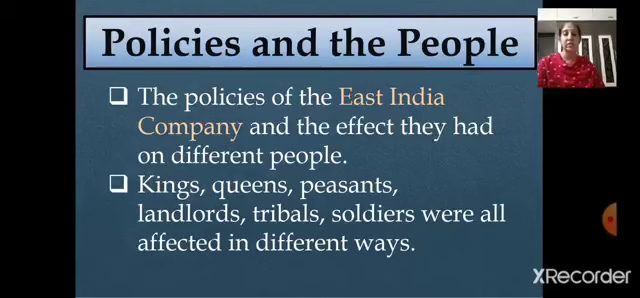 Policies and the People
The policies of the East India
Company and the effect they had
on different people.
Kings, queens, peasants,
landlords, tribals, soldiers were all
affected in different ways.
XRecorder